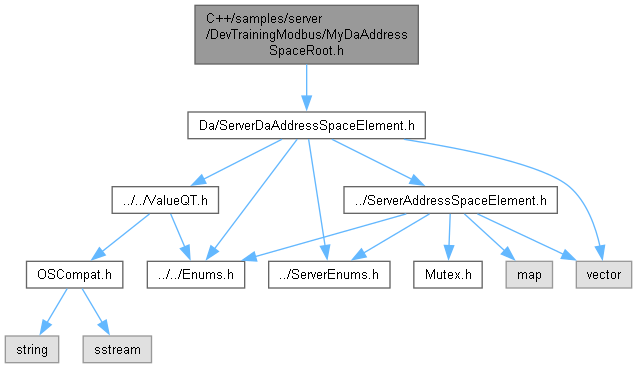 C++/samples/server
/DevTrainingModbus/MyDaAddress
SpaceRoot.h
Da/ServerDaAddressSpaceElement.h
../../ValueQT.h
../ServerAddressSpaceElement.h
OSCompat.h
../../Enums.h
../ServerEnums.h
Mutex.h
map
vector
string
sstream